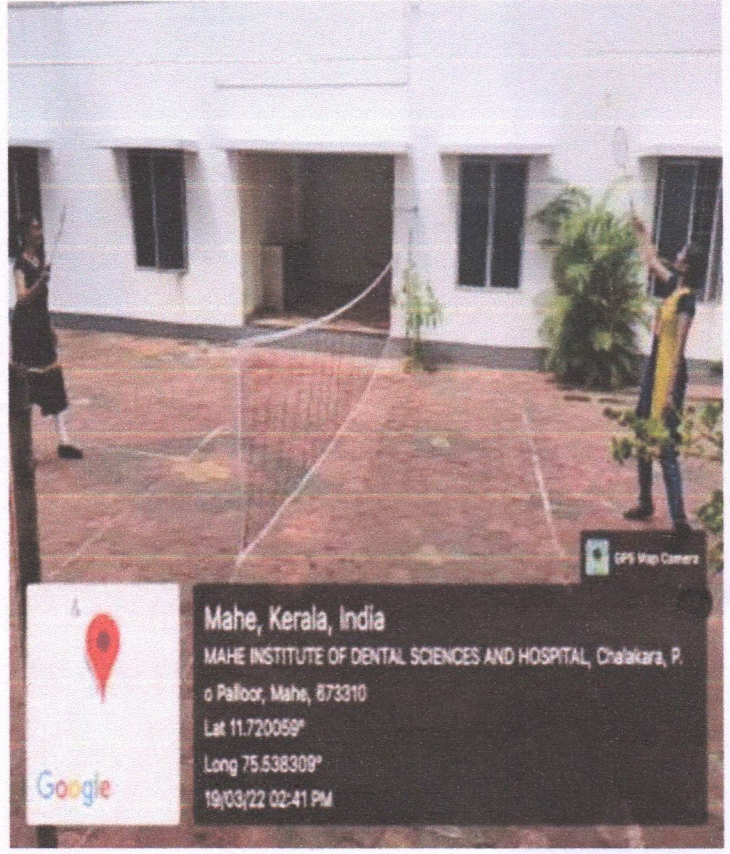 GPS Map Camera
Mahe, Kerala, India
MAHE INSTITUTE OF DENTAL SCIENCES AND HOSPITAL, Chalakara, P.
o Palloor, Mahe, 673310
Lat 11.720059°
Long 75.538309°
19/03/22 02:41 PM
Google